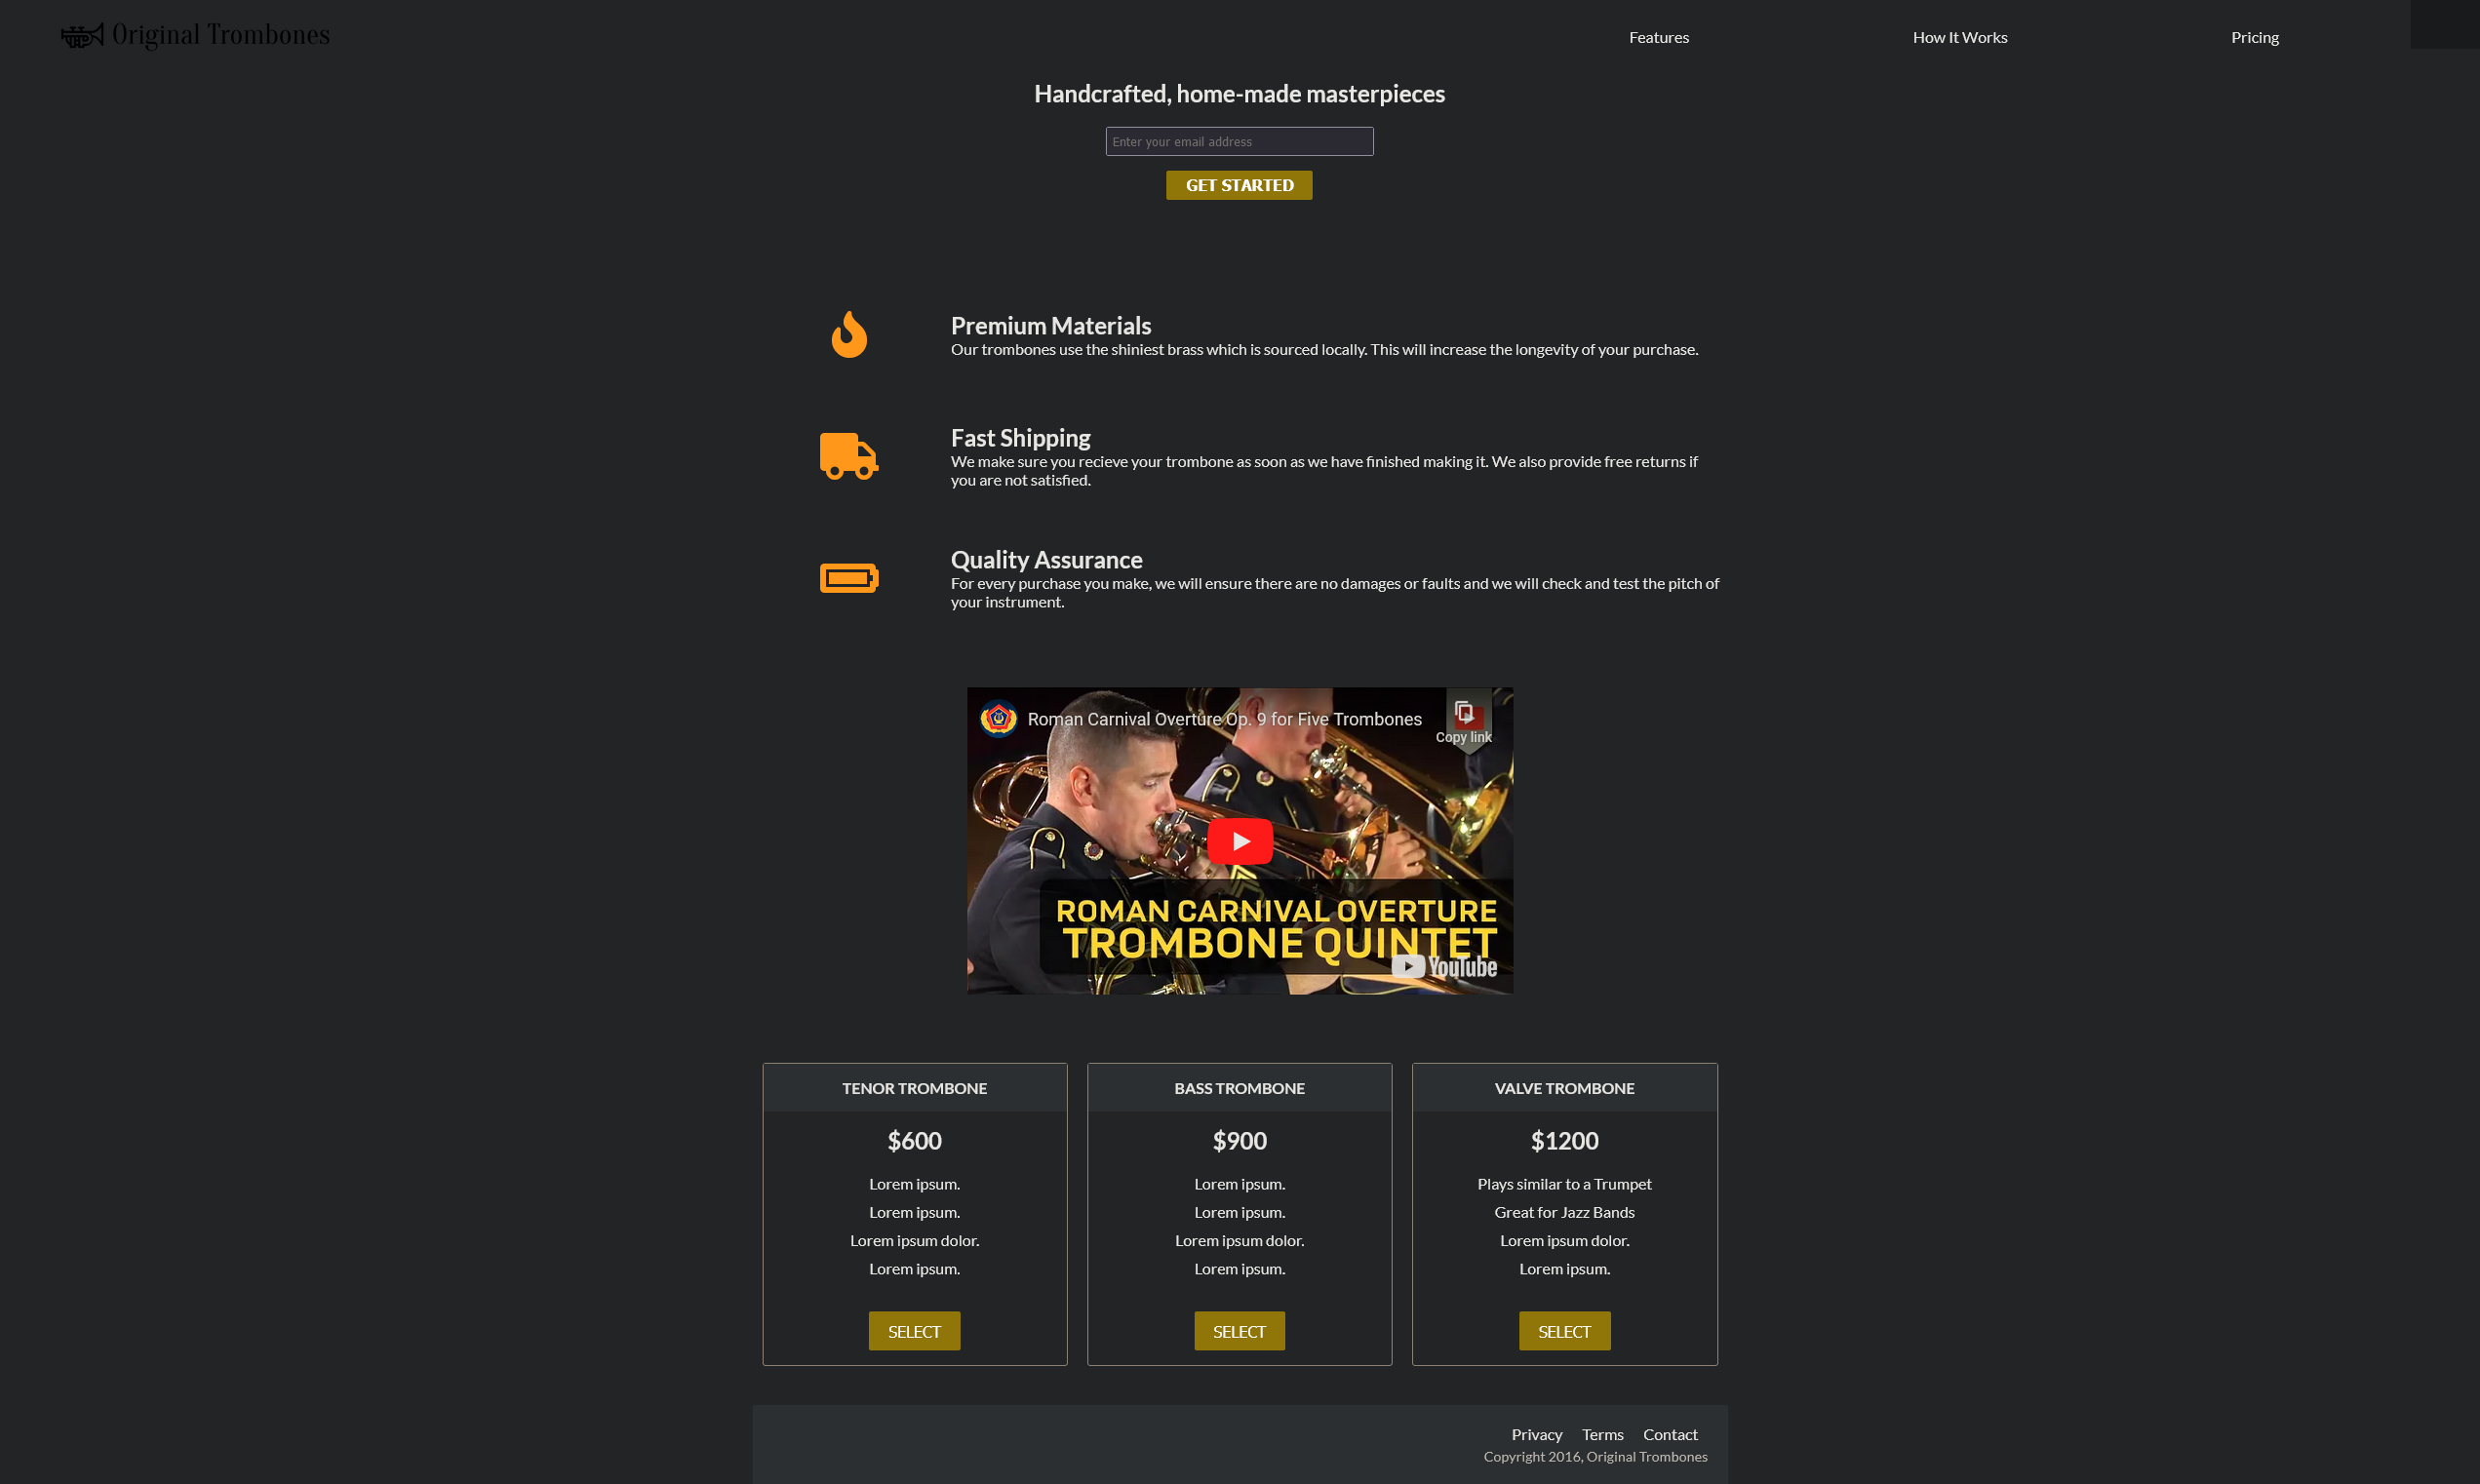 Original Trombones
Features
How It Works
Pricing
Handcrafted, home-made masterpieces
Enter your email address
GET STARTED
Premium Materials
Our trombones use the shiniest brass which is sourced locally. This will increase the longevity of your purchase.
Fast Shipping
We make sure you recieve your trombone as soon as we have finished making it. We also provide free returns if
you are not satisfied.
Quality Assurance
For every purchase you make, we will ensure there are no damages or faults and we will check and test the pitch of
your instrument.
Roman Carnival Overture Op. 9 for Five Trombones
Copy link
ROMAN CARNIVAL OVERTURE
TROMBONE QUINTET
YouTube
TENOR TROMBONE
$600
Lorem ipsum.
Lorem ipsum.
Lorem ipsum dolor.
Lorem ipsum.
SELECT
BASS TROMBONE
$900
Lorem ipsum.
Lorem ipsum.
Lorem ipsum dolor.
Lorem ipsum.
SELECT
VALVE TROMBONE
$1200
Plays similar to a Trumpet
Great for Jazz Bands
Lorem ipsum dolor.
Lorem ipsum.
SELECT
Privacy Terms Contact
Copyright 2016, Original Trombones